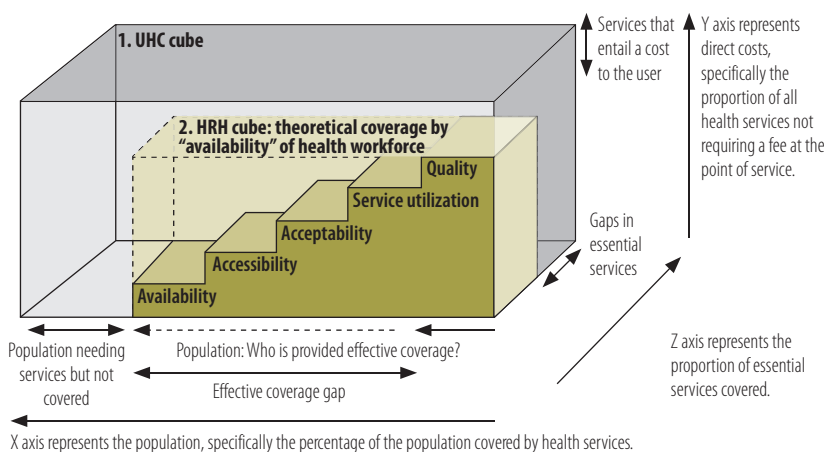 1. UHC cube
2. HRH cube: theoretical coverage by
“availability” of health workforce
Quality
Service utilization
Acceptability
Accessibility
Availability
Services that
entail a cost
to the user
Y axis represents
direct costs,
specifically the
proportion of all
health services not
requiring a fee at the
point of service.
Gaps in
essential
services
Z axis represents the
proportion of essential
services covered.
Population needing
services but not
covered
Population: Who is provided effective coverage?
Effective coverage gap
X axis represents the population, specifically the percentage of the population covered by health services.